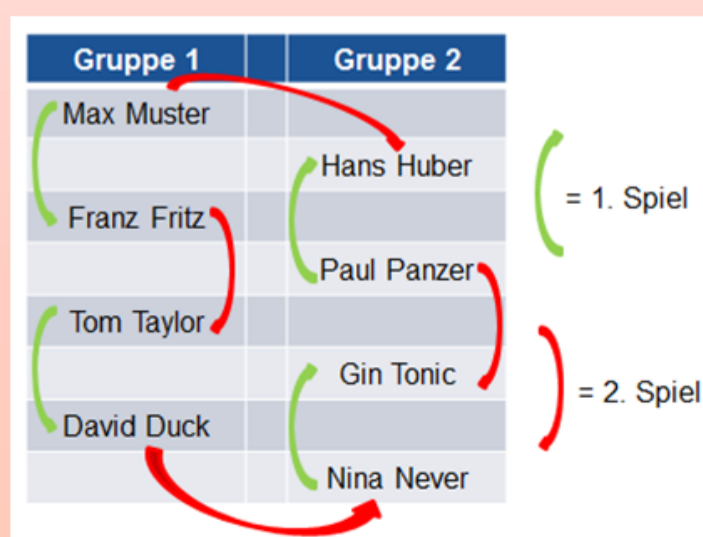 Gruppe 1 Gruppe 2
Max Muster
Hans Huber
= 1. Spiel
Franz Fritz
Paul Panzer
Tom Taylor
Gin Tonic
= 2. Spiel
David Duck
Nina Never